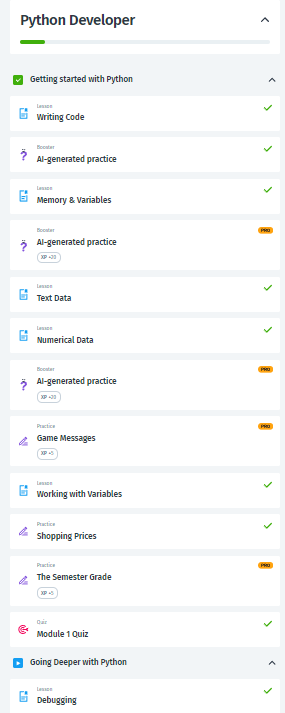 Python Developer
Getting started with Python
Lesson
Writing Code
Booster
AI-generated practice
Lesson
Memory & Variables
Booster
AI-generated practice
PRO
XP +20
Lesson
Text Data
Lesson
Numerical Data
Booster
AI-generated practice
PRO
XP +20
Practice
Game Messages
PRO
XP +5
Lesson
Working with Variables
Practice
Shopping Prices
Practice
The Semester Grade
PRO
XP +5
Quiz
Module 1 Quiz
Going Deeper with Python
Lesson
Debugging